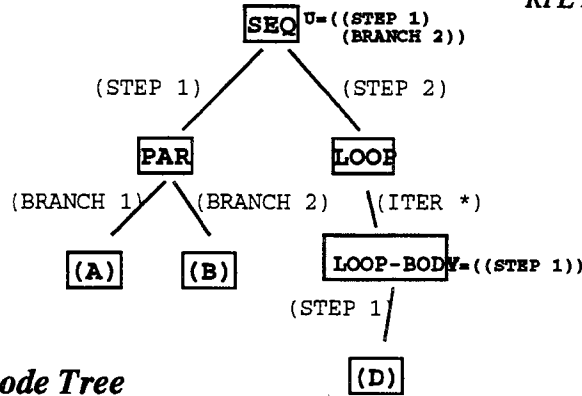 SEQ U=((STEP 1)
(BRANCH 2))
(STEP 1) (STEP 2)
PAR LOOP
(BRANCH 1) (BRANCH 2) (ITER *)
(A) (B) LOOP-BODY V=((STEP 1))
(STEP 1)
(D)
ode Tree